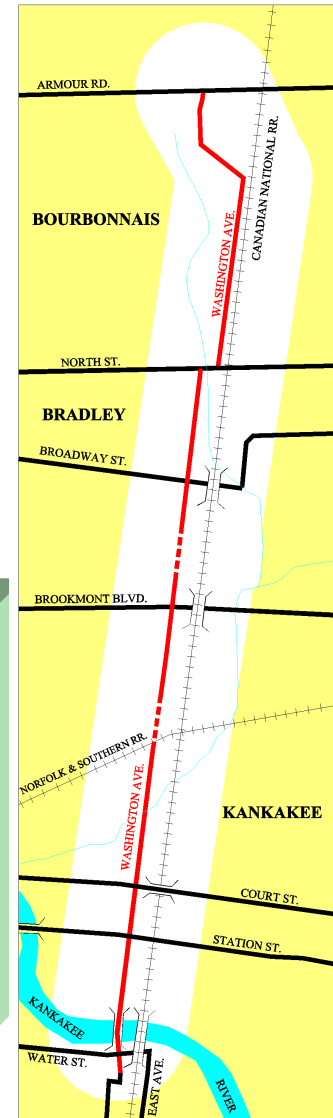 ARMOUR RD.
CANADIAN NATIONAL RR.
BOURBONNAIS
WASHINGTON AVE.
NORTH ST.
BRADLEY
BROADWAY ST.
BROOKMONT BLVD.
NORFOLK & SOUTHERN RR.
WASHINGTON AVE.
KANKAKEE
COURT ST.
STATION ST.
KANKAKEE
RIVER
WATER ST.
EAST AVE.